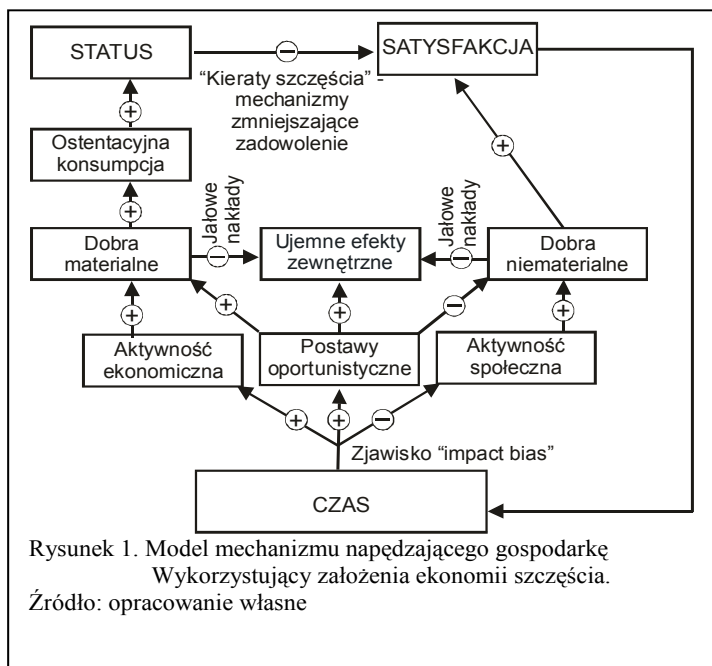 STATUS
SATYSFAKCJA
“Kieraty szczęścia” -
mechanizmy
zmniejszające
zadowolenie
Ostentacyjna
konsumpcja
Jałowe
nakłady
Jałowe
nakłady
Dobra
materialne
Ujemne efekty
zewnętrzne
Dobra
niematerialne
Aktywność
ekonomiczna
Postawy
oportunistyczne
Aktywność
społeczna
Zjawisko “impact bias”
CZAS
Rysunek 1. Model mechanizmu napędzającego gospodarkę
Wykorzystujący założenia ekonomii szczęścia.
Źródło: opracowanie własne